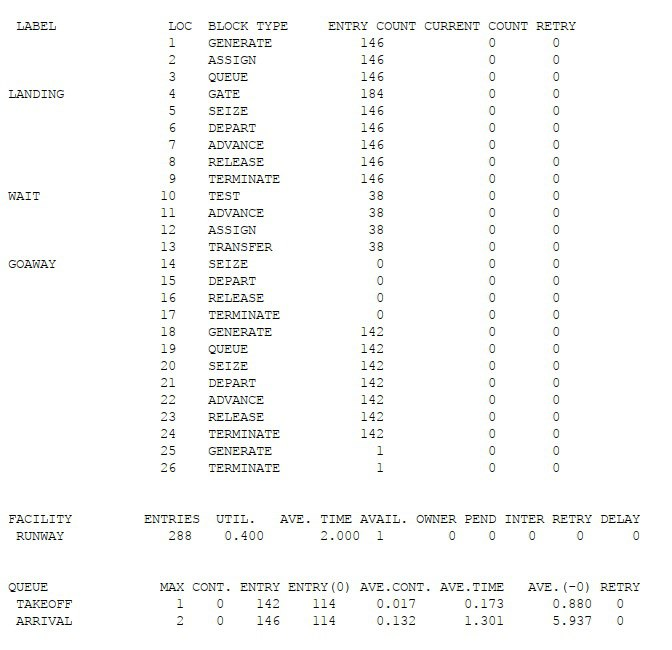 LABEL LOC BLOCK TYPE ENTRY COUNT CURRENT COUNT RETRY
1 GENERATE 146 0 0
2 ASSIGN 146 0 0
3 QUEUE 146 0 0
LANDING 4 GATE 184 0 0
5 SEIZE 146 0 0
6 DEPART 146 0 0
7 ADVANCE 146 0 0
8 RELEASE 146 0 0
9 TERMINATE 146 0 0
WAIT 10 TEST 38 0 0
11 ADVANCE 38 0 0
12 ASSIGN 38 0 0
13 TRANSFER 38 0 0
GOAWAY 14 SEIZE 0 0 0
15 DEPART 0 0 0
16 RELEASE 0 0 0
17 TERMINATE 0 0 0
18 GENERATE 142 0 0
19 QUEUE 142 0 0
20 SEIZE 142 0 0
21 DEPART 142 0 0
22 ADVANCE 142 0 0
23 RELEASE 142 0 0
24 TERMINATE 142 0 0
25 GENERATE 1 0 0
26 TERMINATE 1 0 0
FACILITY ENTRIES UTIL. AVE. TIME AVAIL. OWNER PEND INTER RETRY DELAY
RUNWAY 288 0.400 2.000 1 0 0 0 0 0
QUEUE MAX CONT. ENTRY ENTRY(0) AVE.CONT. AVE.TIME AVE.(-0) RETRY
TAKEOFF 1 0 142 114 0.017 0.173 0.880 0
ARRIVAL 2 0 146 114 0.132 1.301 5.937 0